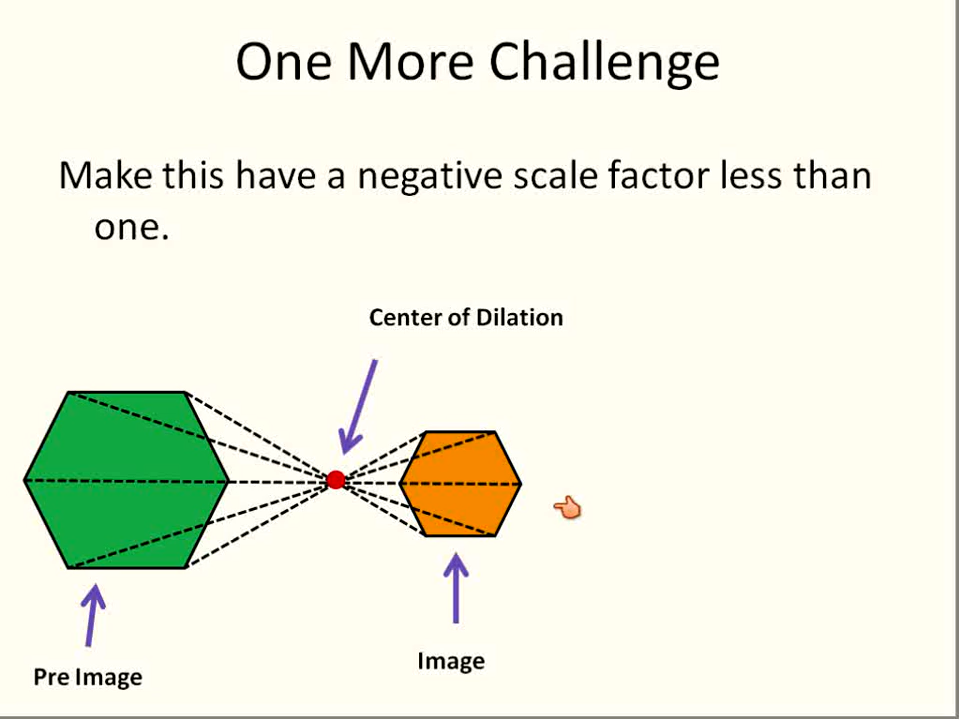 One More Challenge
Make this have a negative scale factor less than
one.
Center of Dilation
Image
Pre Image